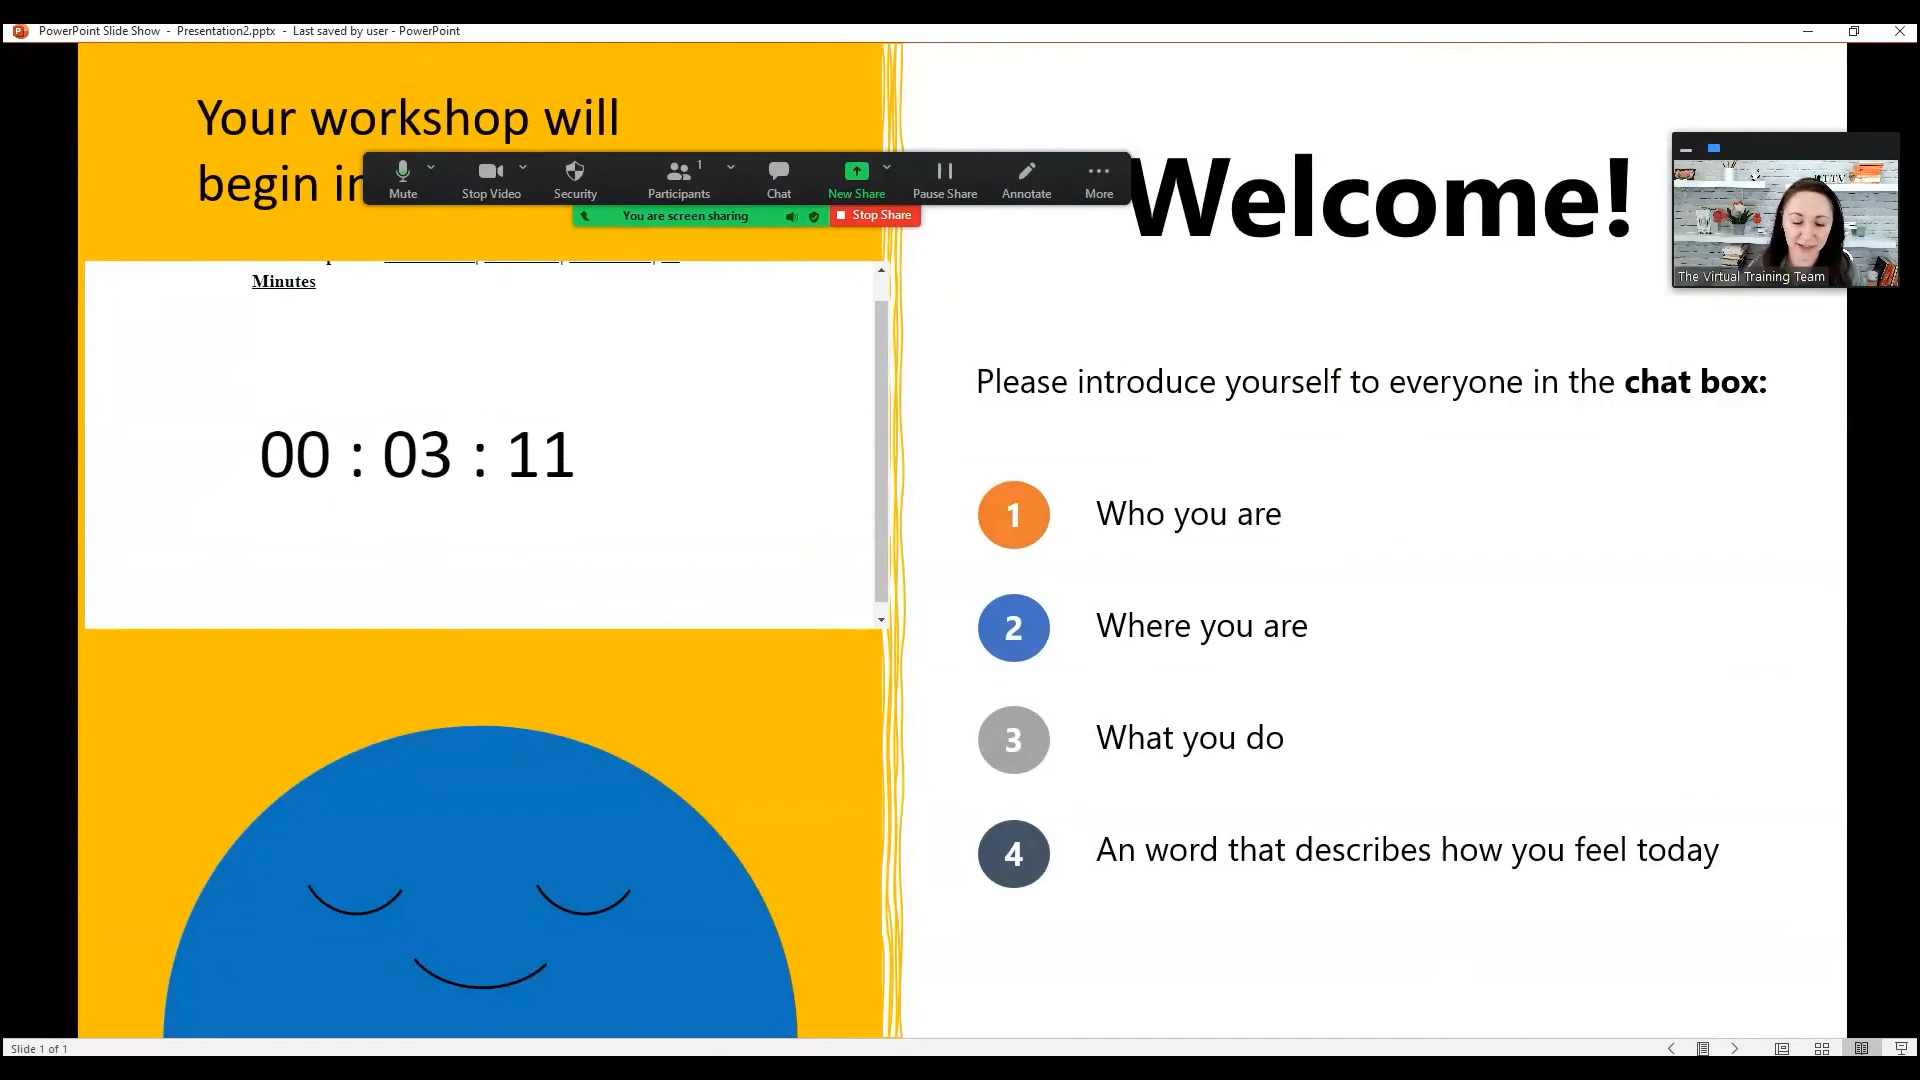 PowerPoint Slide Show - Presentation2.pptx - Last saved by user - PowerPoint
Your workshop will
begin in
Mute
Stop Video
Security
Participants
1
Chat
New Share
Pause Share
Annotate
More
You are screen sharing
Stop Share
Minutes
00 : 03 : 11
Welcome!
The Virtual Training Team
Please introduce yourself to everyone in the chat box:
1 Who you are
2 Where you are
3 What you do
4 An word that describes how you feel today
Slide 1 of 1